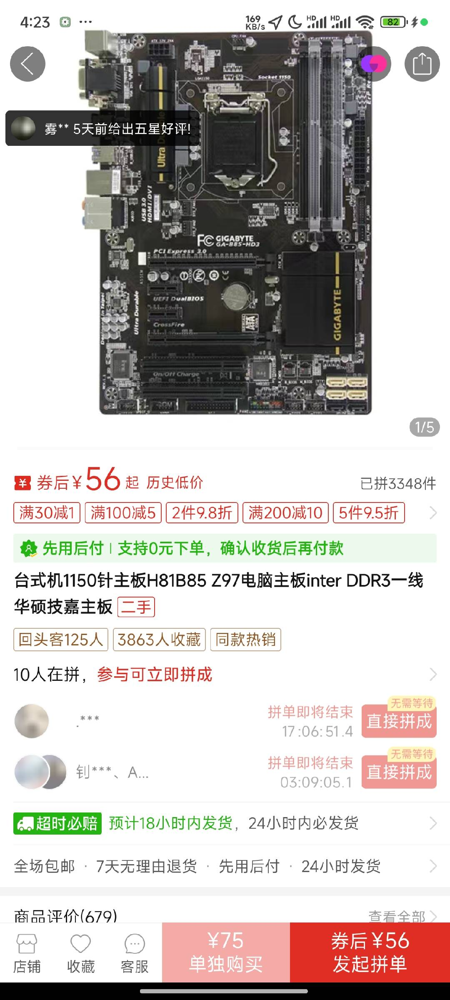 4:23
169
KB/s
HD
HD
82
ATX_12V_2X4
CPU_FAN
LGA1150
Socket 1150
雾** 5天前给出五星好评!
USB 3.0
HDMI/DVI
AUDIO
GIGABYTE
GA-B85-HD3
PCI Express 3.0
UEFI DualBIOS
CrossFire
Ultra Durable
Designed in Taipei
SERIAL
ATA
GIGABYTE
On/Off Charge
1/5
券后¥56起 历史低价
已拼3348件
满30减1 满100减5 2件9.8折 满200减10 5件9.5折
先用后付 | 支持0元下单，确认收货后再付款
台式机1150针主板H81B85 Z97电脑主板inter DDR3一线
华硕技嘉主板 二手
回头客125人 3863人收藏 同款热销
10人在拼，参与可立即拼成
.***
拼单即将结束
17:06:51.4
无需等待
直接拼成
钊***、A...
拼单即将结束
03:09:05.1
无需等待
直接拼成
超时必赔 预计18小时内发货，24小时内必发货
全场包邮 · 7天无理由退货 · 先用后付 · 24小时发货
商品评价(679)
查看全部
店铺
收藏
客服
¥75
单独购买
券后¥56
发起拼单